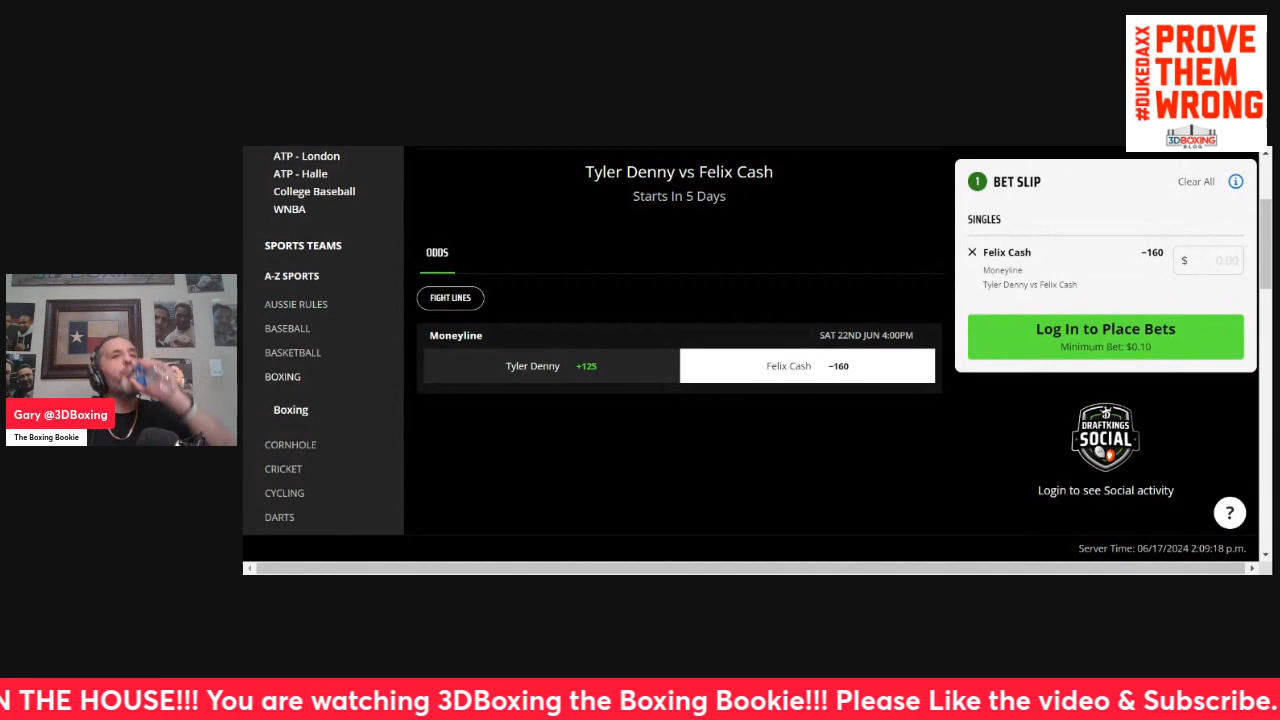 #DUKEDAXX
PROVE
THEM
WRONG
3DBOXING
BLOG
ATP - London
ATP - Halle
College Baseball
WNBA
SPORTS TEAMS
A-Z SPORTS
AUSSIE RULES
BASEBALL
BASKETBALL
BOXING
Boxing
CORNHOLE
CRICKET
CYCLING
DARTS
Tyler Denny vs Felix Cash
Starts In 5 Days
ODDS
FIGHT LINES
Moneyline SAT 22ND JUN 4:00PM
Tyler Denny +125 Felix Cash −160
1 BET SLIP Clear All i
SINGLES
Felix Cash −160 $ 0.00
Moneyline
Tyler Denny vs Felix Cash
Log In to Place Bets
Minimum Bet: $0.10
DRAFTKINGS
SOCIAL
Login to see Social activity
?
Server Time: 06/17/2024 2:09:18 p.m.
Gary @3DBoxing
The Boxing Bookie
N THE HOUSE!!! You are watching 3DBoxing the Boxing Bookie!!! Please Like the video & Subscribe.